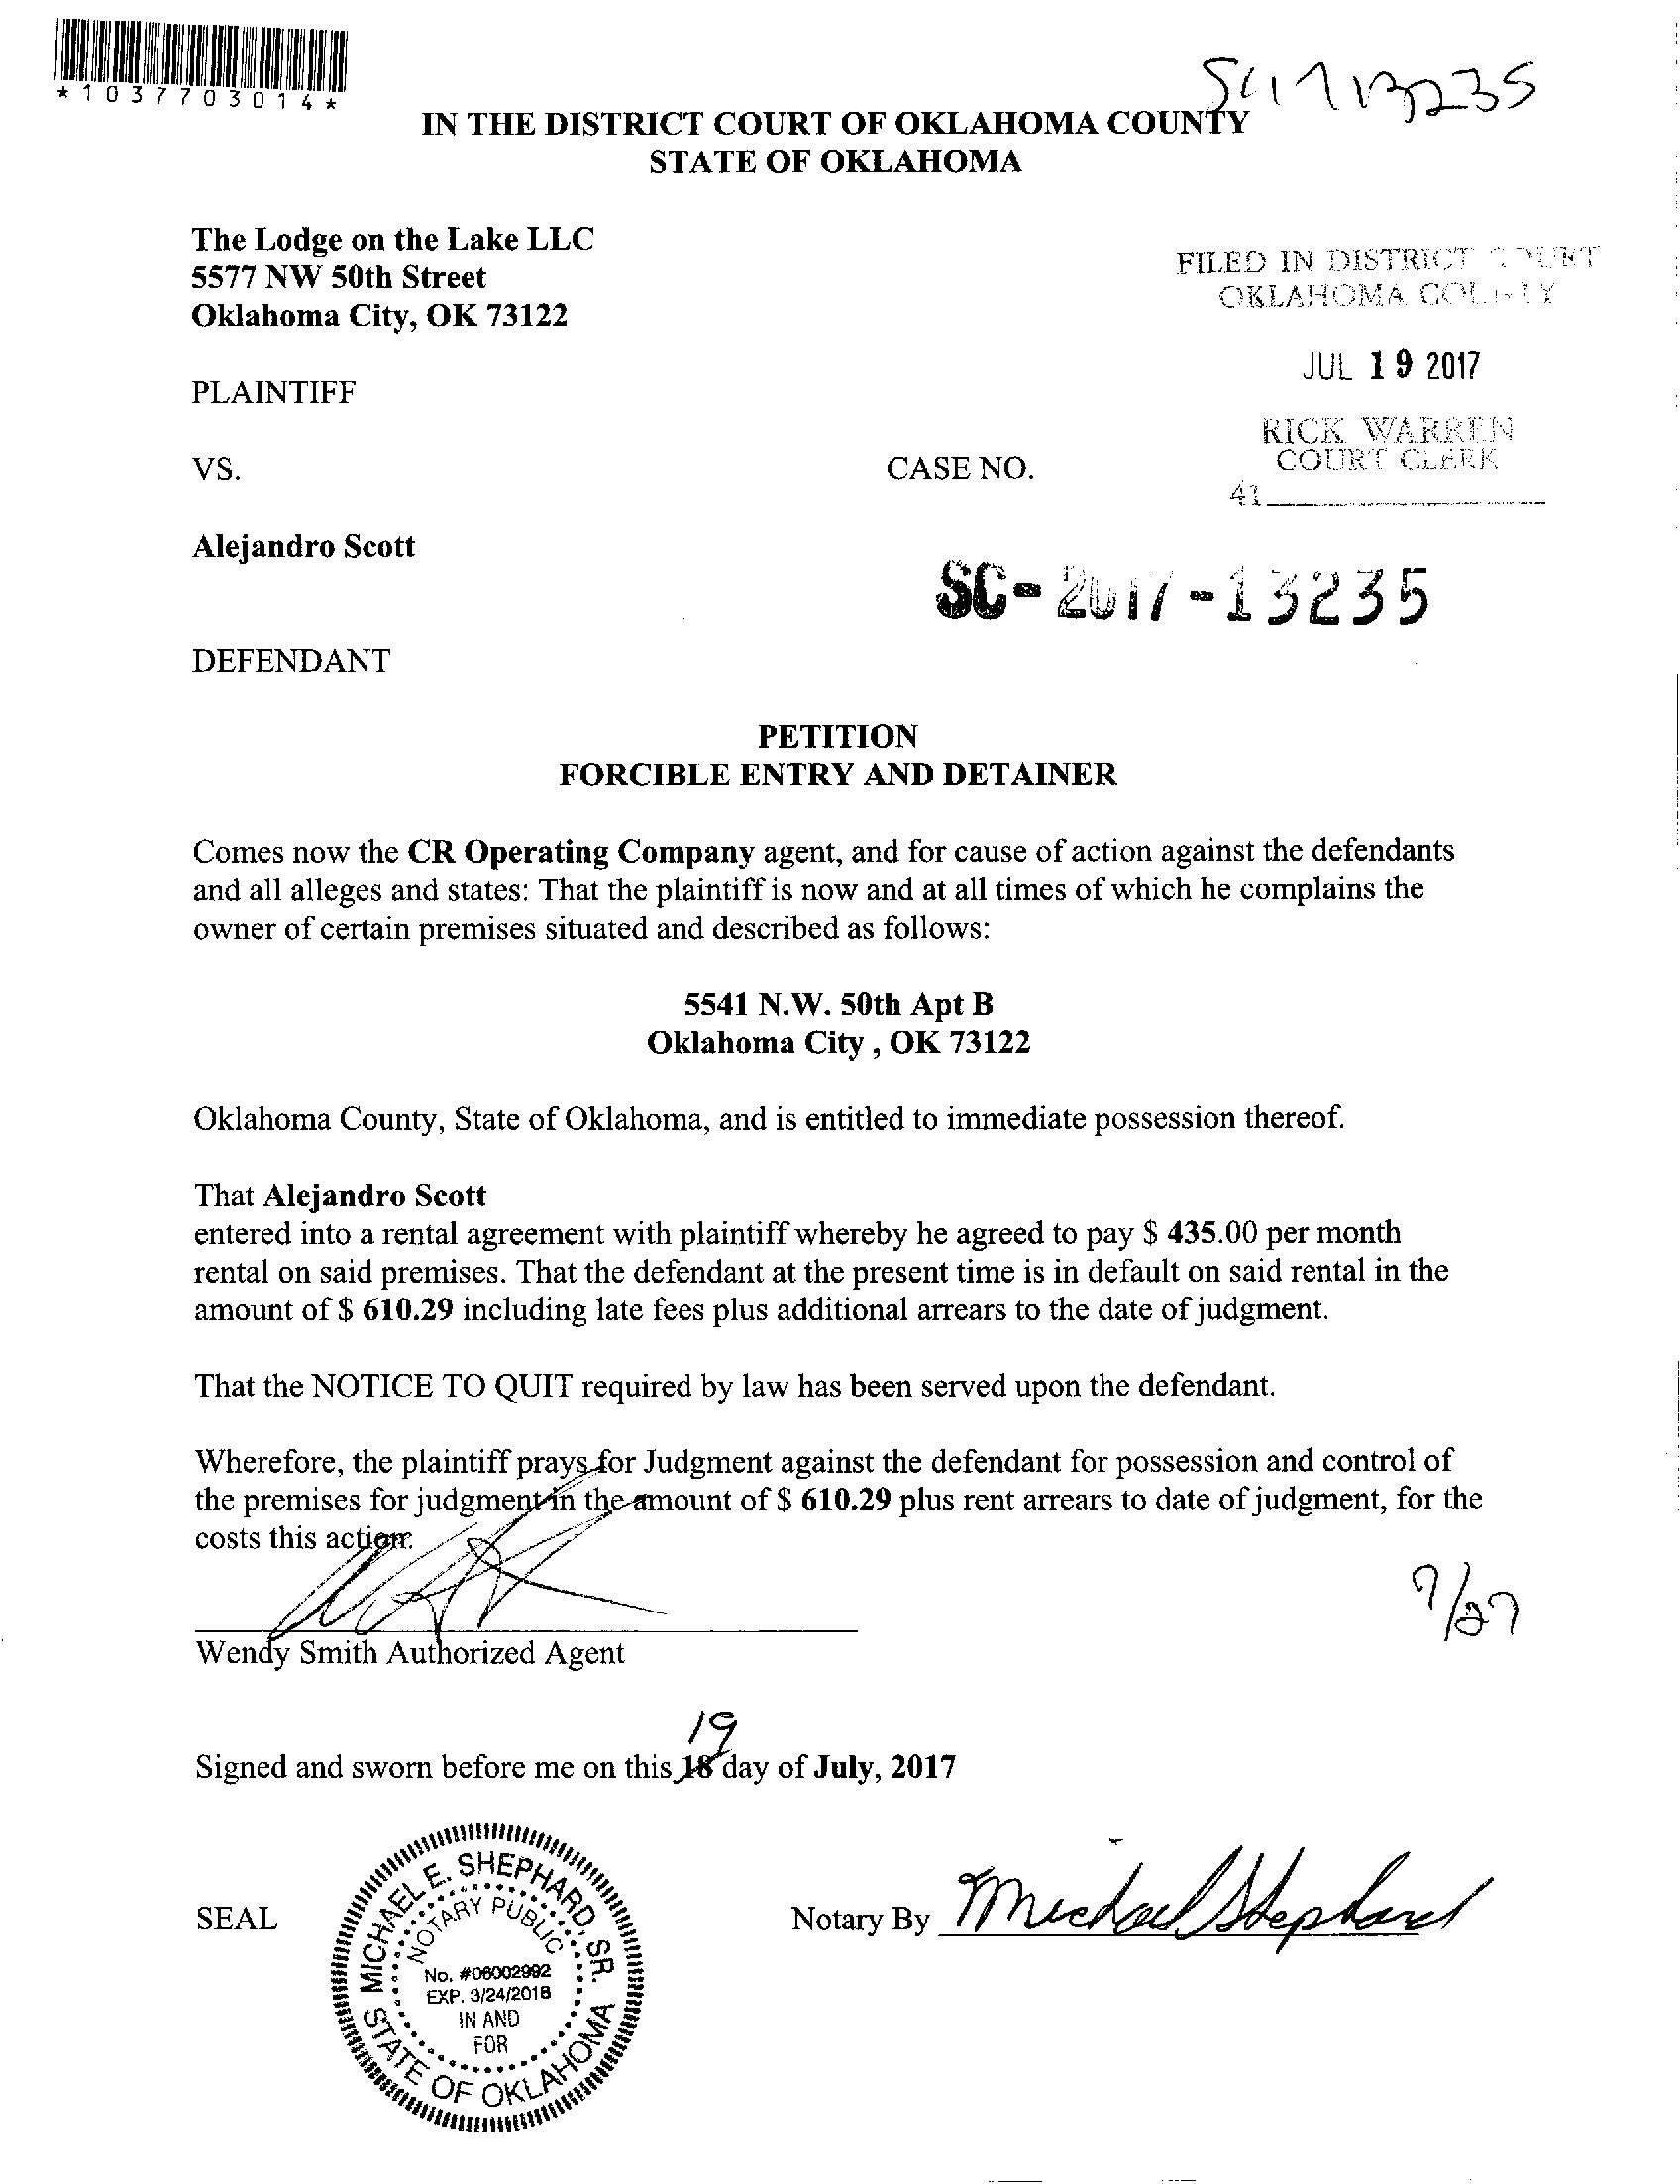 *1037703014*
SC1713235
IN THE DISTRICT COURT OF OKLAHOMA COUNTY
STATE OF OKLAHOMA
The Lodge on the Lake LLC
5577 NW 50th Street
Oklahoma City, OK 73122
FILED IN DISTRICT COURT
OKLAHOMA COUNTY
JUL 19 2017
PLAINTIFF
RICK WARREN
COURT CLERK
41
VS.
CASE NO.
Alejandro Scott
SC-2017-13235
DEFENDANT
PETITION
FORCIBLE ENTRY AND DETAINER
Comes now the CR Operating Company agent, and for cause of action against the defendants
and all alleges and states: That the plaintiff is now and at all times of which he complains the
owner of certain premises situated and described as follows:
5541 N.W. 50th Apt B
Oklahoma City , OK 73122
Oklahoma County, State of Oklahoma, and is entitled to immediate possession thereof.
That Alejandro Scott
entered into a rental agreement with plaintiff whereby he agreed to pay $ 435.00 per month
rental on said premises. That the defendant at the present time is in default on said rental in the
amount of $ 610.29 including late fees plus additional arrears to the date of judgment.
That the NOTICE TO QUIT required by law has been served upon the defendant.
Wherefore, the plaintiff prays for Judgment against the defendant for possession and control of
the premises for judgment in the amount of $ 610.29 plus rent arrears to date of judgment, for the
costs this action.
7/27
Wendy Smith Authorized Agent
19
Signed and sworn before me on this 18 day of July, 2017
SEAL
MICHAEL E. SHEPHARD, SR.
NOTARY PUBLIC
No. #06002992
EXP. 3/24/2018
IN AND
FOR
STATE OF OKLAHOMA
Notary By Michael Shephard